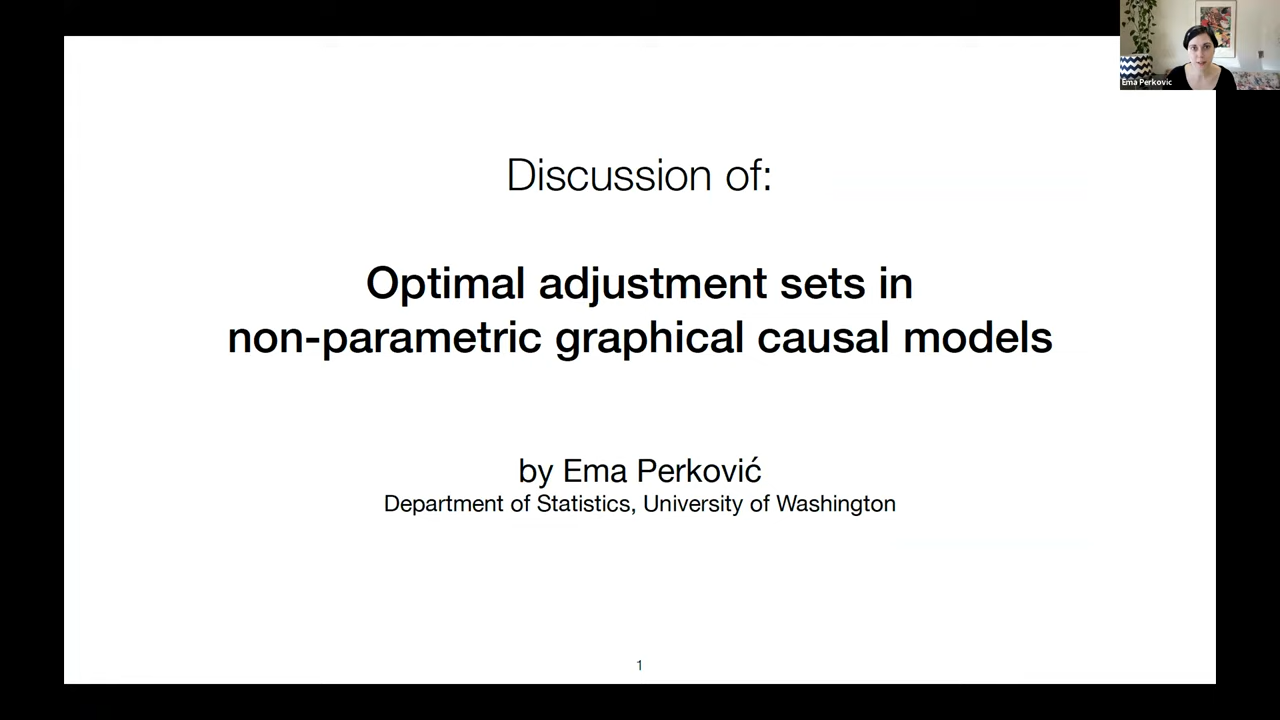 Ema Perkovic
Discussion of:
Optimal adjustment sets in
non-parametric graphical causal models
by Ema Perković
Department of Statistics, University of Washington
1